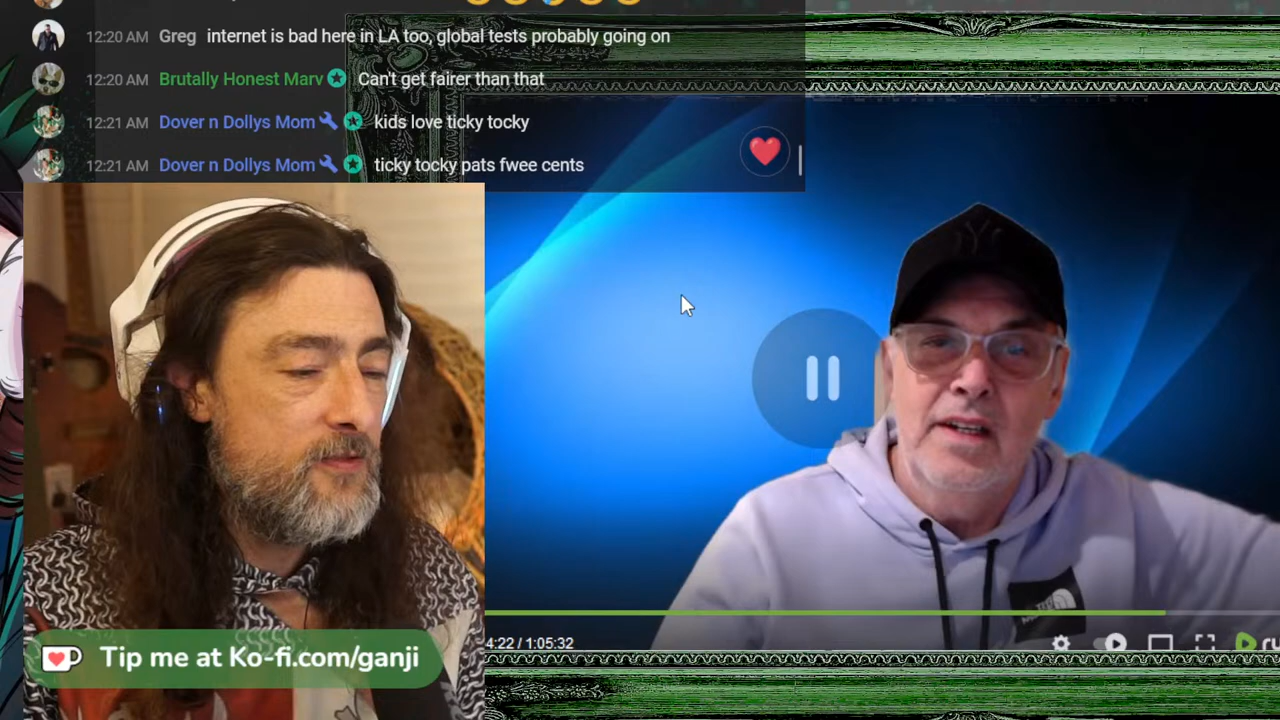 12:20 AM Greg internet is bad here in LA too, global tests probably going on
12:20 AM Brutally Honest Marv Can't get fairer than that
12:21 AM Dover n Dollys Mom kids love ticky tocky
12:21 AM Dover n Dollys Mom ticky tocky pats fwee cents
NY
Tip me at Ko-fi.com/ganji
4:22 / 1:05:32